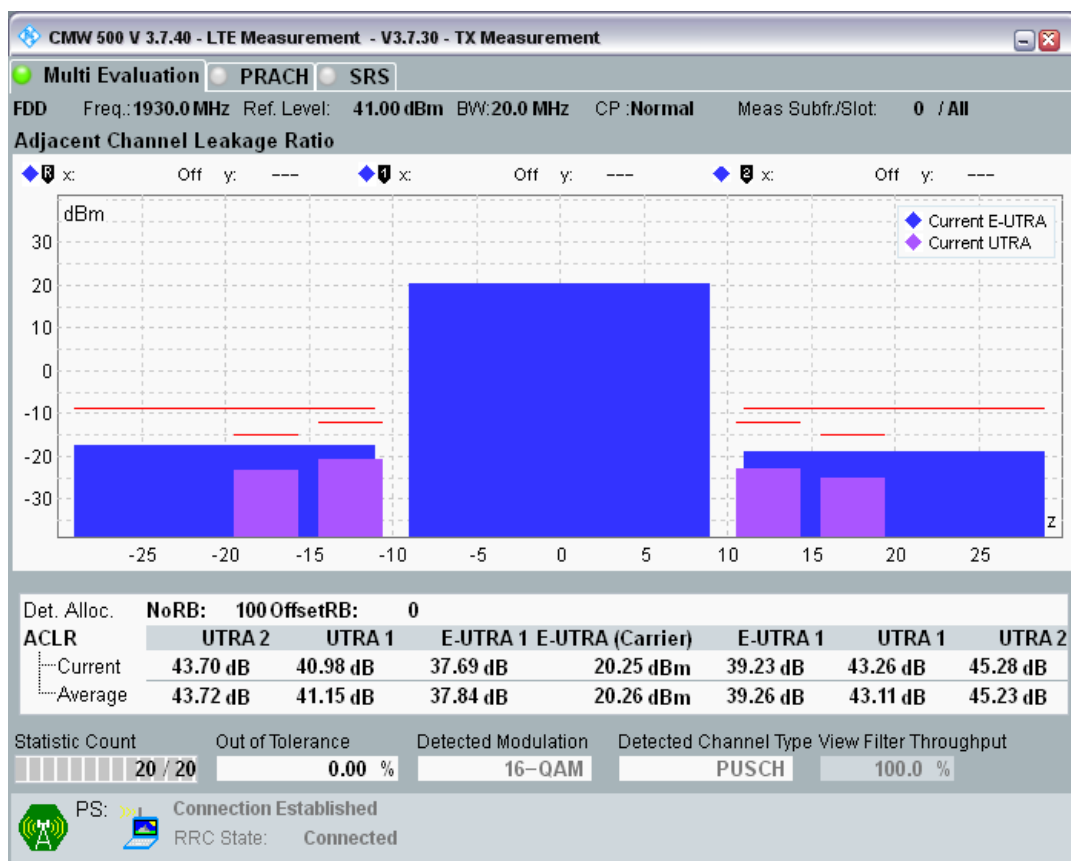 CMW 500 V 3.7.40 - LTE Measurement - V3.7.30 - TX Measurement
Multi Evaluation PRACH SRS
FDD Freq.: 1930.0 MHz Ref. Level: 41.00 dBm BW: 20.0 MHz CP : Normal Meas Subfr./Slot: 0 / All
Adjacent Channel Leakage Ratio
R x: Off y: --- 1 x: Off y: --- 2 x: Off y: ---
dBm
Current E-UTRA
Current UTRA
30
20
10
0
-10
-20
-30
z
-25 -20 -15 -10 -5 0 5 10 15 20 25
Det. Alloc. NoRB: 100 OffsetRB: 0
ACLR UTRA 2 UTRA 1 E-UTRA 1 E-UTRA (Carrier) E-UTRA 1 UTRA 1 UTRA 2
Current 43.70 dB 40.98 dB 37.69 dB 20.25 dBm 39.23 dB 43.26 dB 45.28 dB
Average 43.72 dB 41.15 dB 37.84 dB 20.26 dBm 39.26 dB 43.11 dB 45.23 dB
Statistic Count Out of Tolerance Detected Modulation Detected Channel Type View Filter Throughput
20 / 20 0.00 % 16-QAM PUSCH 100.0 %
PS: Connection Established
RRC State: Connected